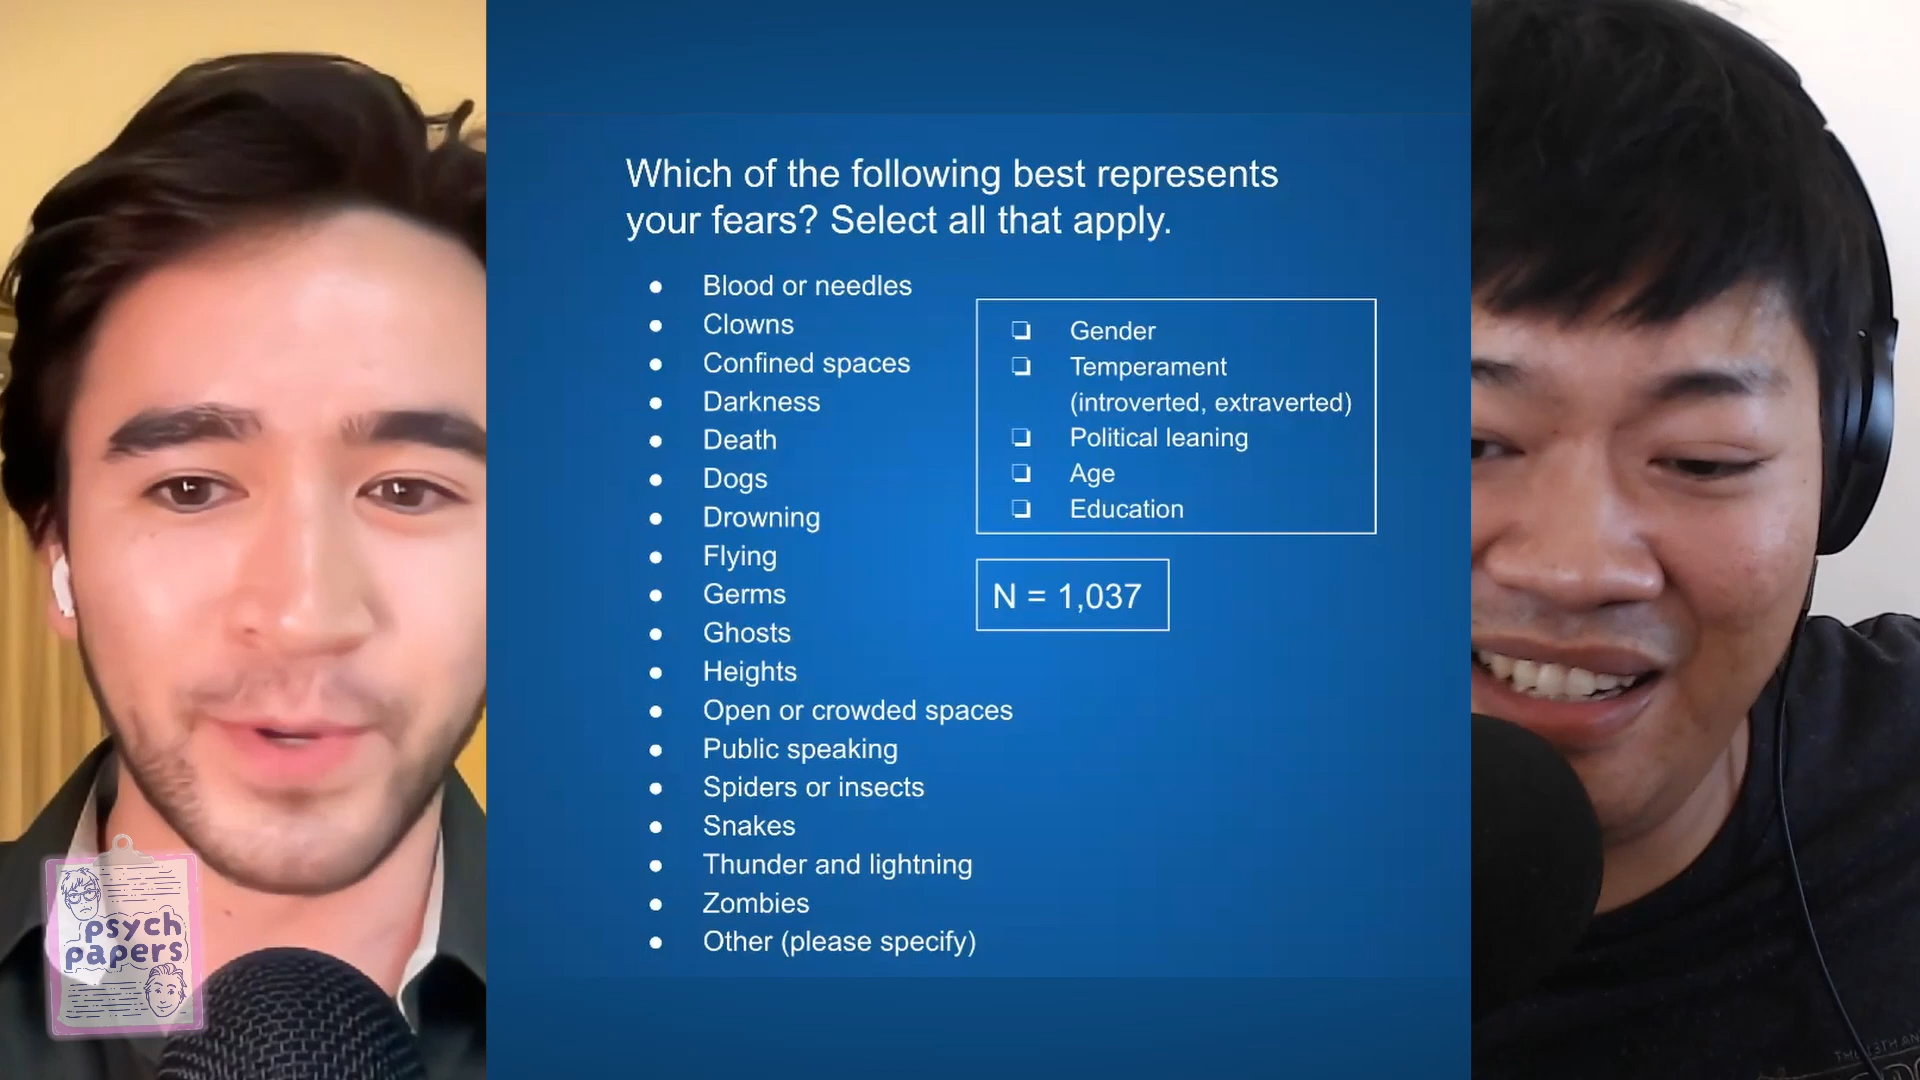 Which of the following best represents
your fears? Select all that apply.
● Blood or needles
● Clowns
● Confined spaces
● Darkness
● Death
● Dogs
● Drowning
● Flying
● Germs
● Ghosts
● Heights
● Open or crowded spaces
● Public speaking
● Spiders or insects
● Snakes
● Thunder and lightning
● Zombies
● Other (please specify)
❏ Gender
❏ Temperament
(introverted, extraverted)
❏ Political leaning
❏ Age
❏ Education
N = 1,037
psych
papers